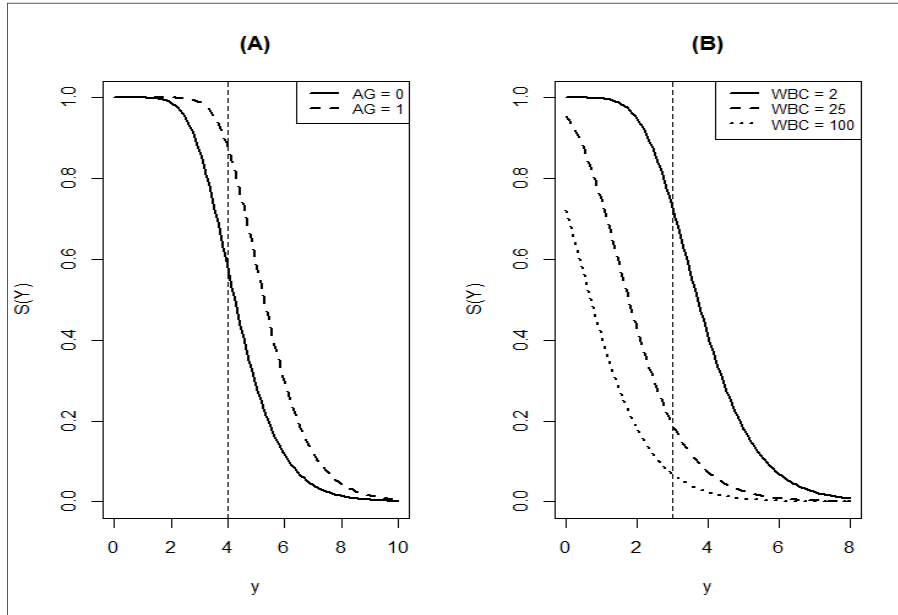 (A)
AG = 0
AG = 1
S(Y)
0.0 0.2 0.4 0.6 0.8 1.0
0 2 4 6 8 10
y
(B)
WBC = 2
WBC = 25
WBC = 100
S(Y)
0.0 0.2 0.4 0.6 0.8 1.0
0 2 4 6 8
y